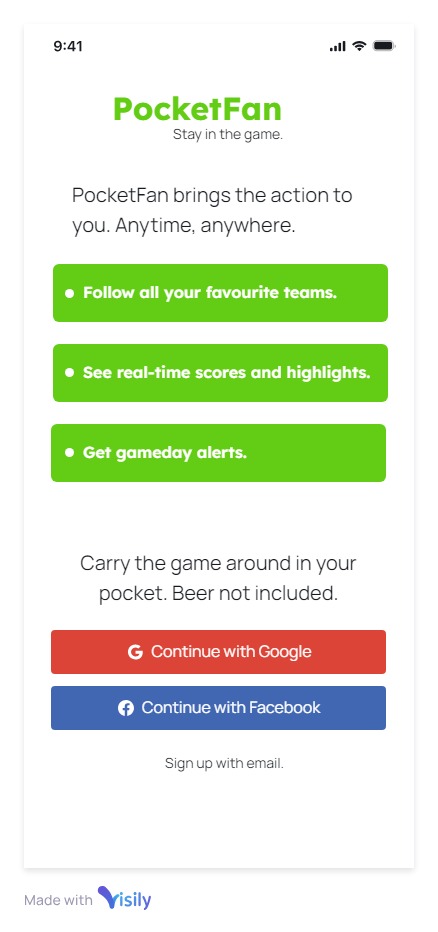 9:41
PocketFan
Stay in the game.
PocketFan brings the action to
you. Anytime, anywhere.
Follow all your favourite teams.
See real-time scores and highlights.
Get gameday alerts.
Carry the game around in your
pocket. Beer not included.
Continue with Google
Continue with Facebook
Sign up with email.
Made with Visily